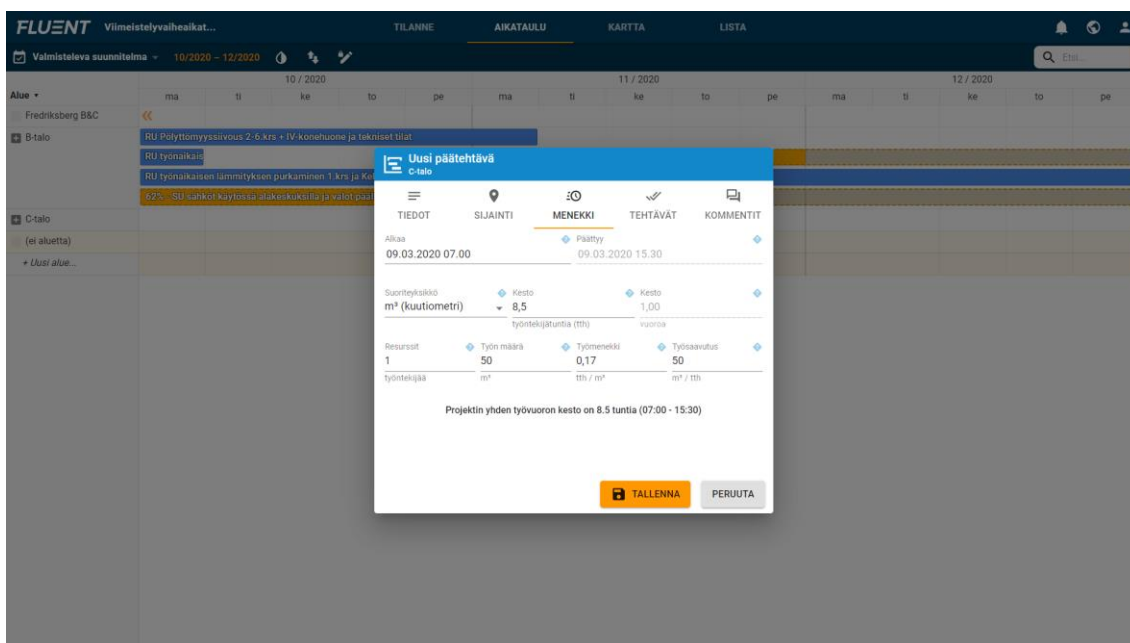 FLUENT Viimeistelyvaiheaikat... TILANNE AIKATAULU KARTTA LISTA
Valmisteleva suunnitelma 10/2020 – 12/2020 Etsi...
10 / 2020 11 / 2020 12 / 2020
Alue ma ti ke to pe ma ti ke to pe ma ti ke to pe
Fredriksberg B&C
B-talo RU Pölyttömyyssiivous 2-6.krs + IV-konehuone ja tekniset tilat
RU työnaikais
RU työnaikaisen lämmityksen purkaminen 1.krs ja
62% SU sähköt käytössä alakeskuksilla ja valot
C-talo
(ei aluetta)
+ Uusi alue...
Uusi päätehtävä
C-talo
TIEDOT SIJAINTI MENEKKI TEHTÄVÄT KOMMENTIT
Alkaa Päättyy
09.03.2020 07.00 09.03.2020 15.30
Suoriteyksikkö Kesto Kesto
m³ (kuutiometri) 8,5 1,00
työntekijätuntia (tth) vuoroa
Resurssit Työn määrä Työmenekki Työsaavutus
1 50 0,17 50
työntekijää m³ tth / m³ m³ / tth
Projektin yhden työvuoron kesto on 8.5 tuntia (07:00 - 15:30)
TALLENNA PERUUTA